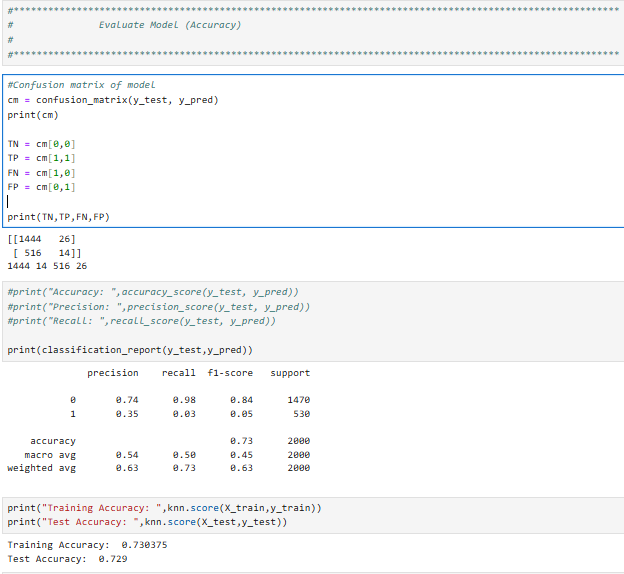 #************************************************************************************************************
# Evaluate Model (Accuracy)
#
#************************************************************************************************************
#Confusion matrix of model
cm = confusion_matrix(y_test, y_pred)
print(cm)
TN = cm[0,0]
TP = cm[1,1]
FN = cm[1,0]
FP = cm[0,1]
print(TN,TP,FN,FP)
[[1444 26]
[ 516 14]]
1444 14 516 26
#print("Accuracy: ",accuracy_score(y_test, y_pred))
#print("Precision: ",precision_score(y_test, y_pred))
#print("Recall: ",recall_score(y_test, y_pred))
print(classification_report(y_test,y_pred))
precision recall f1-score support
0 0.74 0.98 0.84 1470
1 0.35 0.03 0.05 530
accuracy 0.73 2000
macro avg 0.54 0.50 0.45 2000
weighted avg 0.63 0.73 0.63 2000
print("Training Accuracy: ",knn.score(X_train,y_train))
print("Test Accuracy: ",knn.score(X_test,y_test))
Training Accuracy: 0.730375
Test Accuracy: 0.729